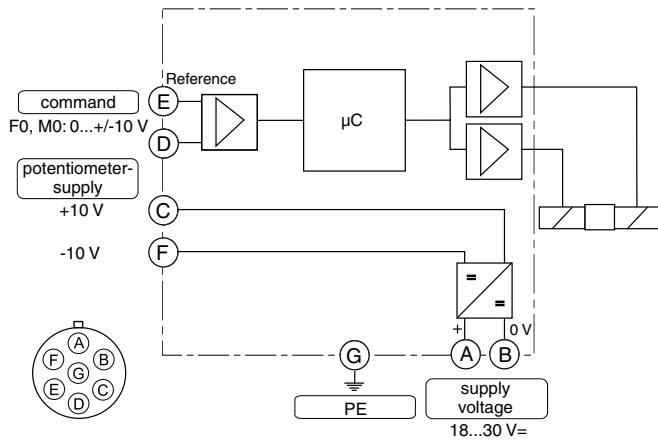 Reference
command
E
F0, M0: 0...+/-10 V
D
µC
potentiometer-
supply
+10 V
C
-10 V
F
=
=
+
0 V
G
A
B
PE
supply
voltage
18...30 V=
A
F
B
G
E
C
D